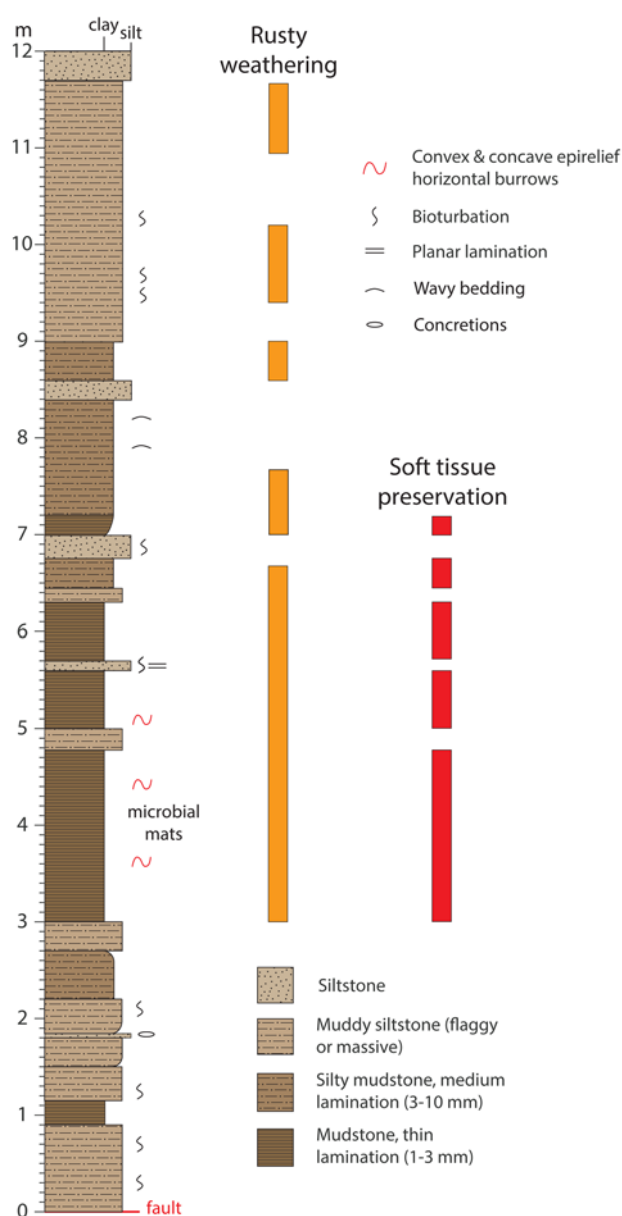 m
clay silt
12
11
10
9
8
7
6
5
4
3
2
1
0
Rusty
weathering
Convex & concave epirelief
horizontal burrows
Bioturbation
Planar lamination
Wavy bedding
Concretions
Soft tissue
preservation
microbial
mats
Siltstone
Muddy siltstone (flaggy
or massive)
Silty mudstone, medium
lamination (3-10 mm)
Mudstone, thin
lamination (1-3 mm)
fault